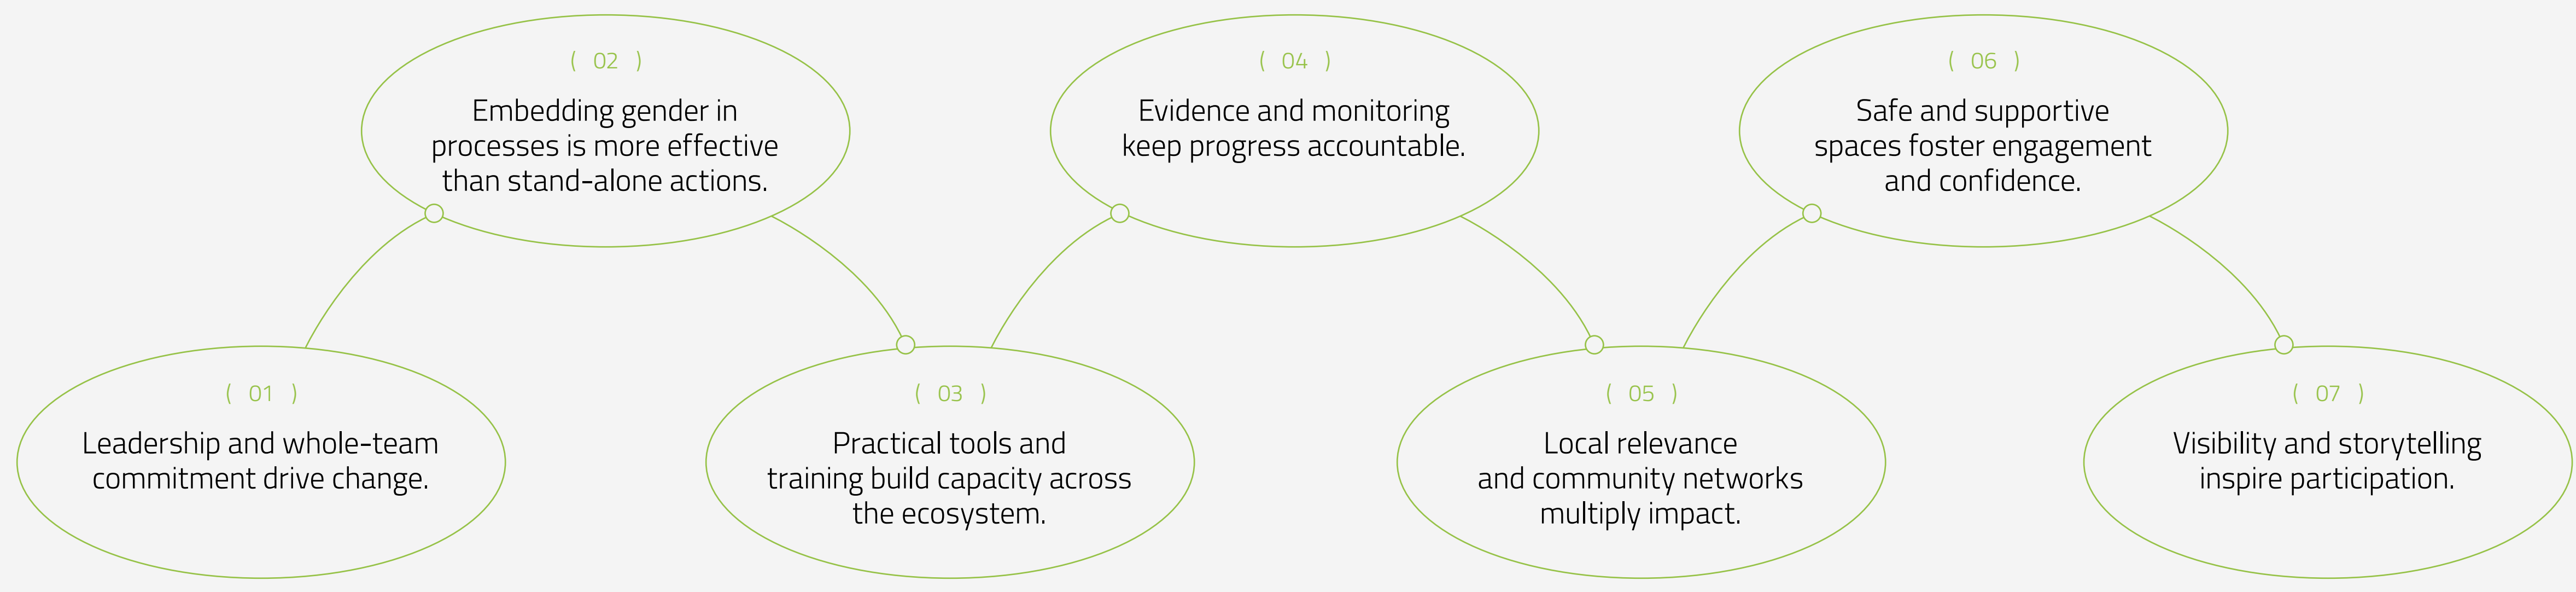 ( 01 )
Leadership and whole-team
commitment drive change.
( 02 )
Embedding gender in
processes is more effective
than stand-alone actions.
( 03 )
Practical tools and
training build capacity across
the ecosystem.
( 04 )
Evidence and monitoring
keep progress accountable.
( 05 )
Local relevance
and community networks
multiply impact.
( 06 )
Safe and supportive
spaces foster engagement
and confidence.
( 07 )
Visibility and storytelling
inspire participation.